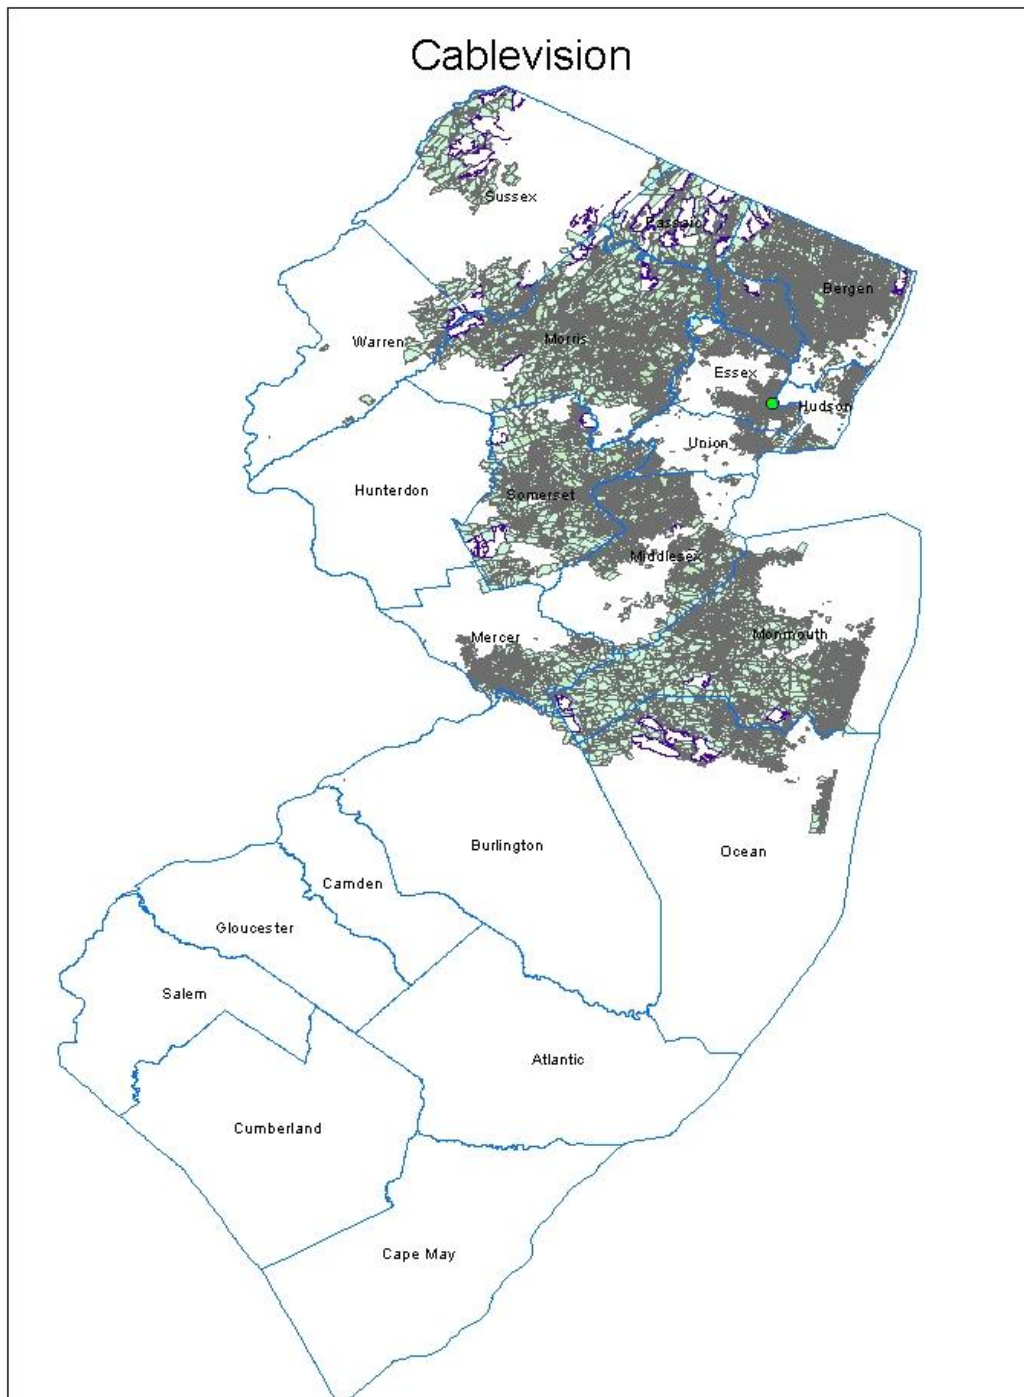 Cablevision
Sussex
Passaic
Bergen
Warren
Morris
Essex
Hudson
Union
Hunterdon
Somerset
Middlesex
Mercer
Monmouth
Burlington
Ocean
Camden
Gloucester
Salem
Atlantic
Cumberland
Cape May